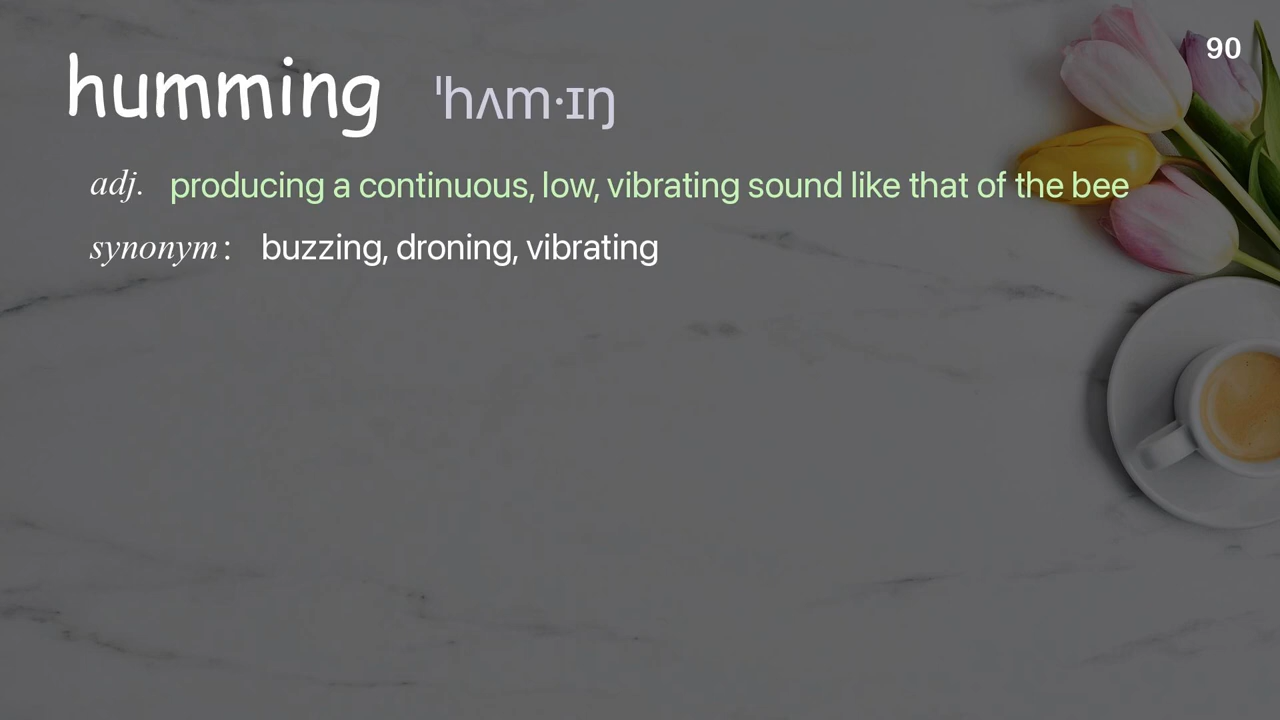 90
humming ˈhʌm·ɪŋ
adj. producing a continuous, low, vibrating sound like that of the bee
synonym: buzzing, droning, vibrating